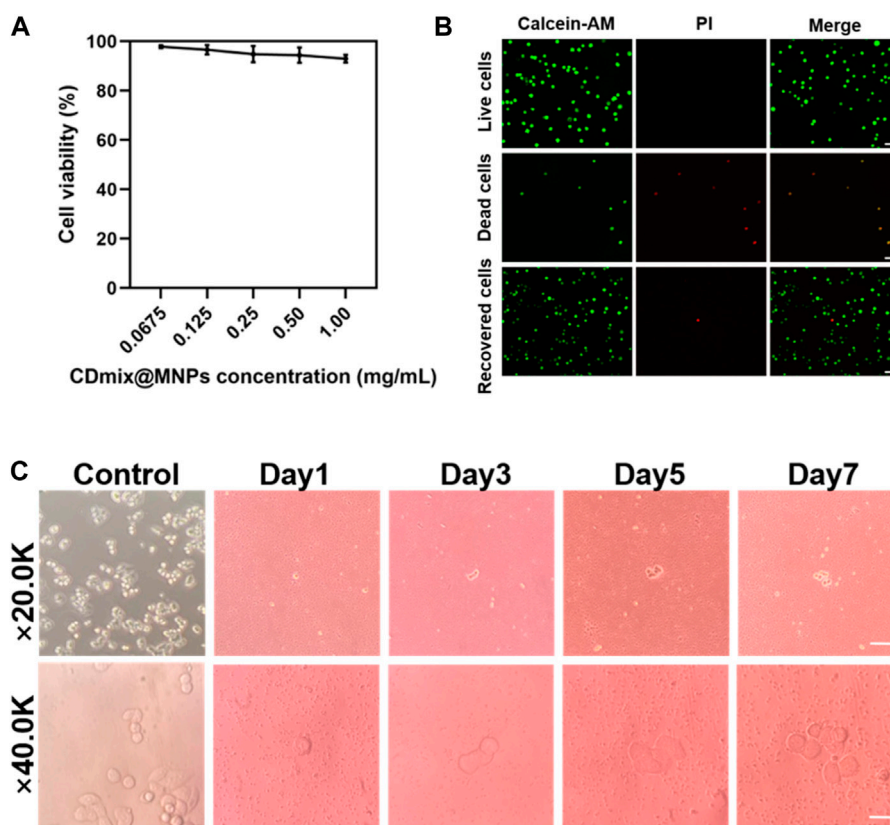 A
100
80
60
40
20
0
Cell viability (%)
0.0675
0.125
0.25
0.50
1.00
CDmix@MNPs concentration (mg/mL)
B
Calcein-AM
PI
Merge
Live cells
Dead cells
Recovered cells
C
Control
Day1
Day3
Day5
Day7
×20.0K
×40.0K